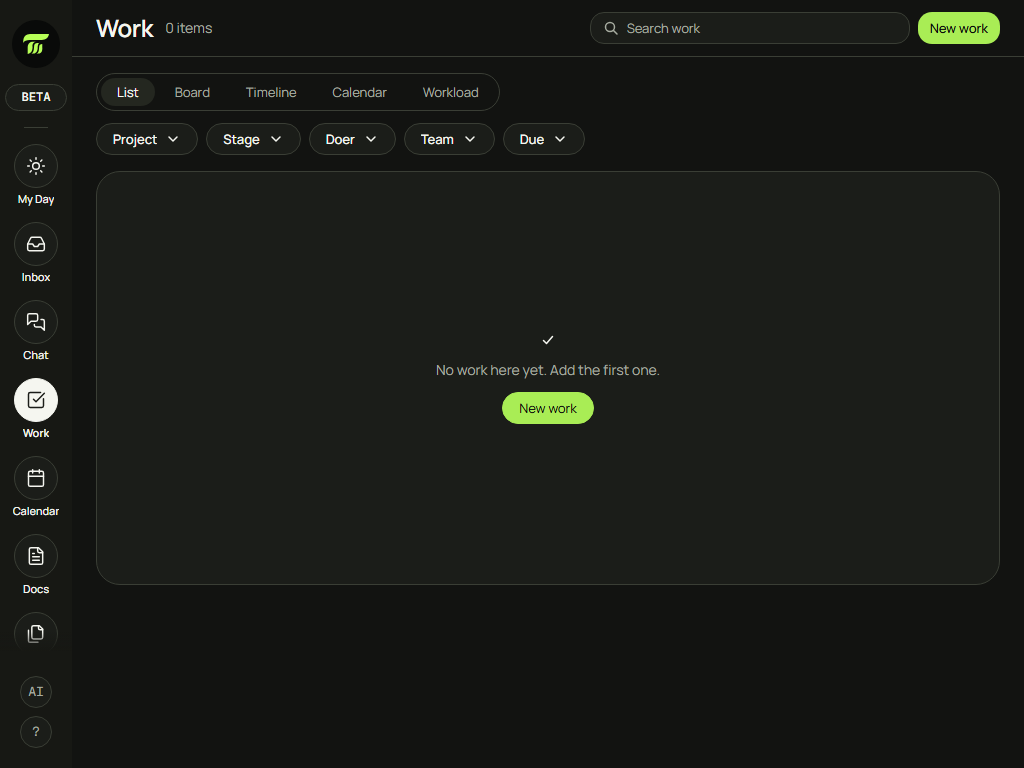 Work 0 items
Search work
New work
BETA
List
Board
Timeline
Calendar
Workload
Project
Stage
Doer
Team
Due
My Day
Inbox
Chat
Work
Calendar
Docs
No work here yet. Add the first one.
New work
AI
?